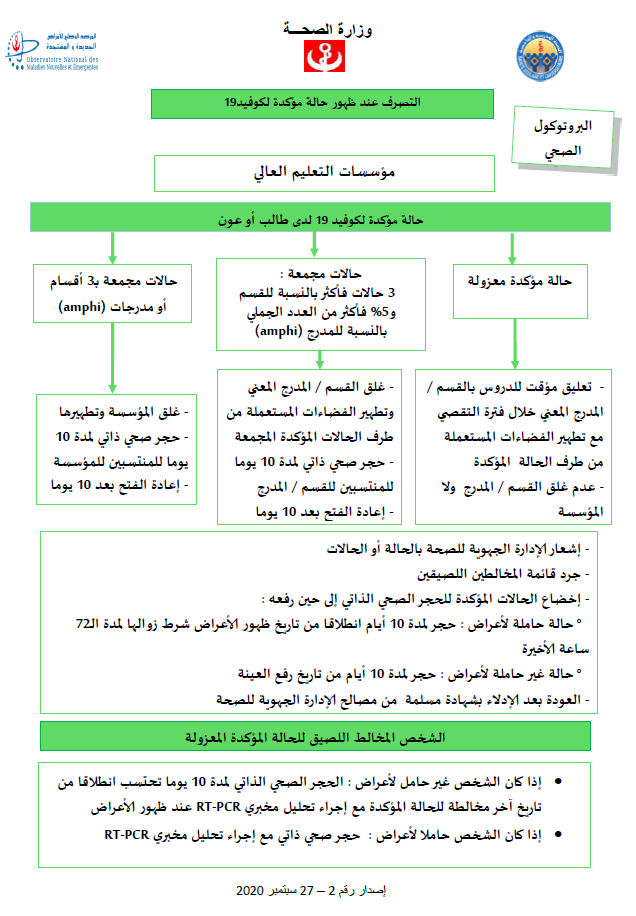 وزارة الصحـــة
المرصد الوطني للأمراض
الجديدة و المستجدة
Observatoire National des
Maladies Nouvelles et Emergentes
التصرف عند ظهور حالة مؤكدة لكوفيد19
البروتوكول
الصحي
مؤسسات التعليم العالي
حالة مؤكدة لكوفيد 19 لدى طالب أو عون
حالة مؤكدة معزولة
حالات مجمعة :
3 حالات فأكثر بالنسبة للقسم
و5% فأكثر من العدد الجملي
بالنسبة للمدرج (amphi)
حالات مجمعة بـ3 أقسام
أو مدرجات (amphi)
- تعليق مؤقت للدروس بالقسم /
المدرج المعني خلال فترة التقصي
مع تطهير الفضاءات المستعملة
من طرف الحالة المؤكدة
- عدم غلق القسم / المدرج ولا
المؤسسة
- غلق القسم / المدرج المعني
وتطهير الفضاءات المستعملة من
طرف الحالات المؤكدة المجمعة
- حجر صحي ذاتي لمدة 10 يوما
للمنتسبين للقسم / المدرج
- إعادة الفتح بعد 10 يوما
- غلق المؤسسة وتطهيرها
- حجر صحي ذاتي لمدة 10
يوما للمنتسبين للمؤسسة
- إعادة الفتح بعد 10 يوما
- إشعار الإدارة الجهوية للصحة بالحالة أو الحالات
- جرد قائمة المخالطين اللصيقين
- إخضاع الحالات المؤكدة للحجر الصحي الذاتي إلى حين رفعه :
° حالة حاملة لأعراض : حجر لمدة 10 أيام انطلاقا من تاريخ ظهور الأعراض شرط زوالها لمدة الـ72
ساعة الأخيرة
° حالة غير حاملة لأعراض : حجر لمدة 10 أيام من تاريخ رفع العينة
- العودة بعد الإدلاء بشهادة مسلمة من مصالح الإدارة الجهوية للصحة
الشخص المخالط اللصيق للحالة المؤكدة المعزولة
• إذا كان الشخص غير حامل لأعراض : الحجر الصحي الذاتي لمدة 10 يوما تحتسب انطلاقا من
تاريخ آخر مخالطة للحالة المؤكدة مع إجراء تحليل مخبري RT-PCR عند ظهور الأعراض
• إذا كان الشخص حاملا لأعراض : حجر صحي ذاتي مع إجراء تحليل مخبري RT-PCR
إصدار رقم 2 – 27 سبتمبر 2020